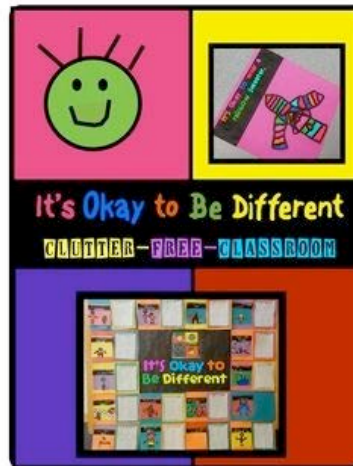 It's Okay to Be Different
CLUTTER-FREE-CLASSROOM
It's Okay to
Be Different